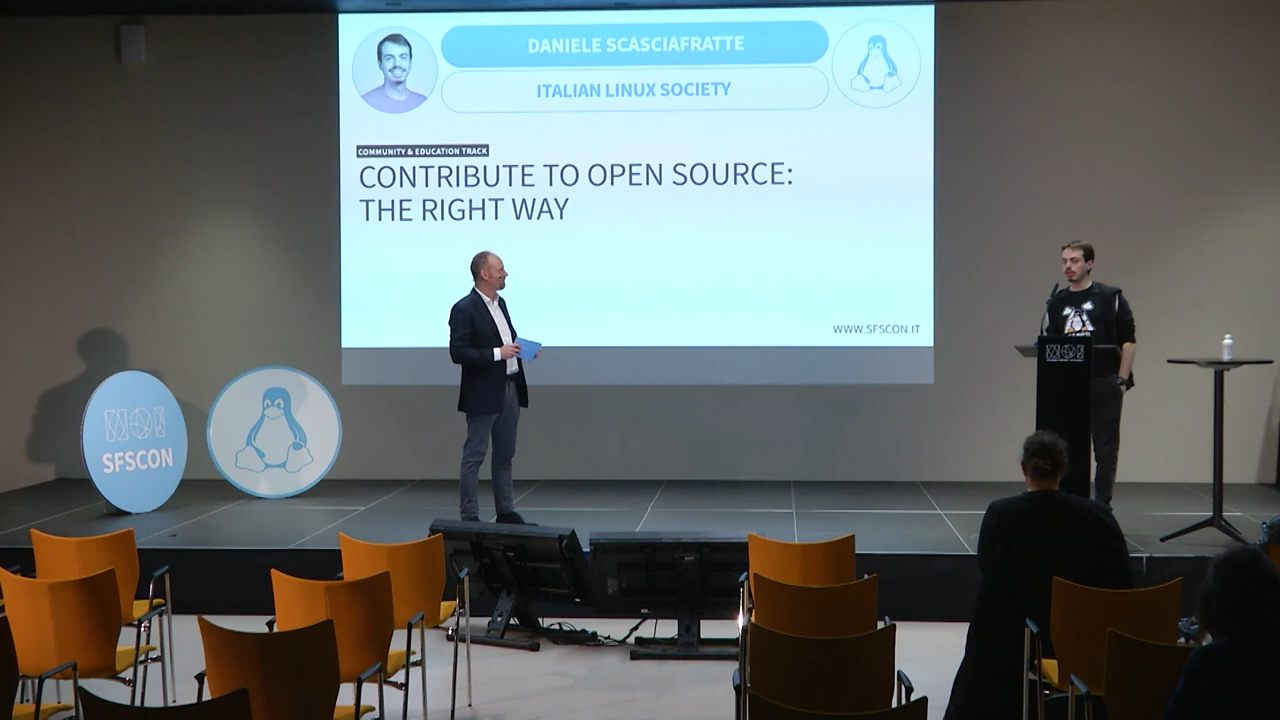 DANIELE SCASCIAFRATTE
ITALIAN LINUX SOCIETY
COMMUNITY & EDUCATION TRACK
CONTRIBUTE TO OPEN SOURCE:
THE RIGHT WAY
WWW.SFSCON.IT
NOI
SFSCON
NOI